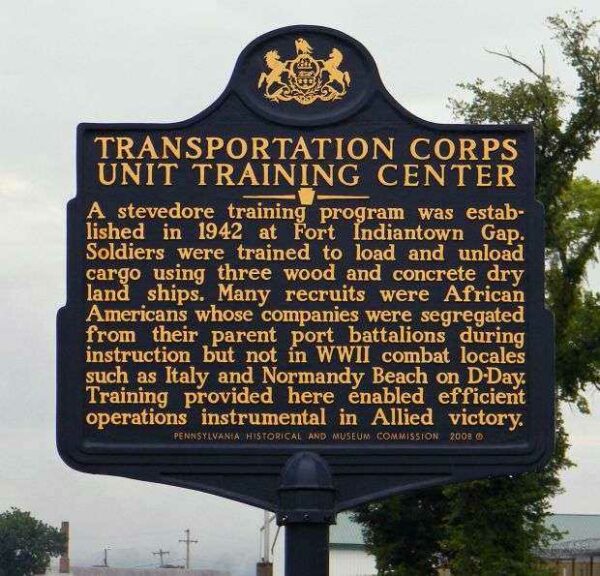 TRANSPORTATION CORPS
UNIT TRAINING CENTER
A stevedore training program was estab-
lished in 1942 at Fort Indiantown Gap.
Soldiers were trained to load and unload
cargo using three wood and concrete dry
land ships. Many recruits were African
Americans whose companies were segregated
from their parent port battalions during
instruction but not in WWII combat locales
such as Italy and Normandy Beach on D-Day.
Training provided here enabled efficient
operations instrumental in Allied victory.
PENNSYLVANIA HISTORICAL AND MUSEUM COMMISSION 2008 ©